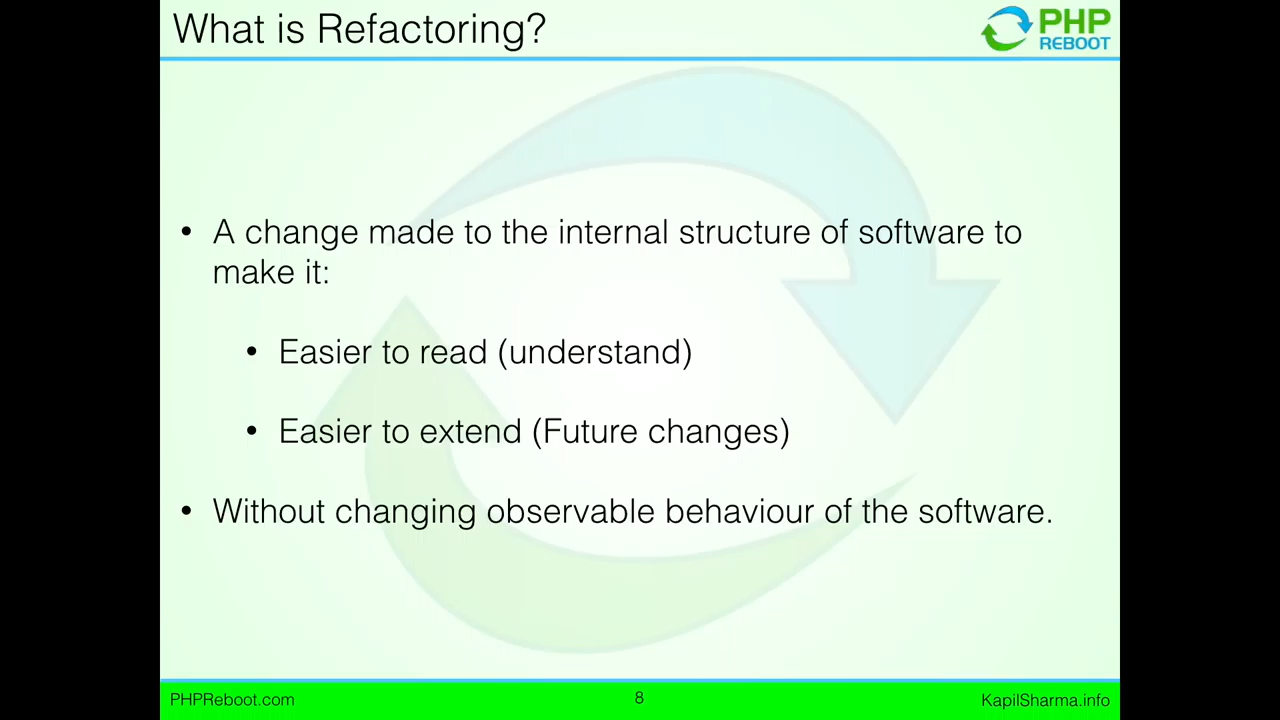 What is Refactoring?
PHP
REBOOT
• A change made to the internal structure of software to
make it:
• Easier to read (understand)
• Easier to extend (Future changes)
• Without changing observable behaviour of the software.
PHPReboot.com
8
KapilSharma.info